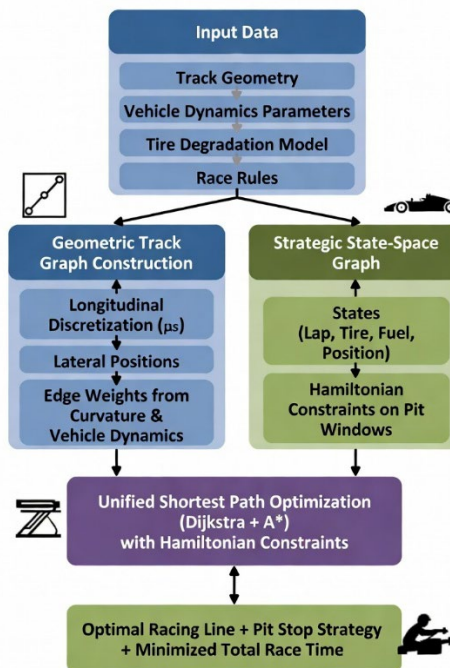 Input Data
Track Geometry
Vehicle Dynamics Parameters
Tire Degradation Model
Race Rules
Geometric Track
Graph Construction
Longitudinal
Discretization (μs)
Lateral Positions
Edge Weights from
Curvature &
Vehicle Dynamics
Strategic State-Space
Graph
States
(Lap, Tire, Fuel,
Position)
Hamiltonian
Constraints on Pit
Windows
Unified Shortest Path Optimization
(Dijkstra + A*)
with Hamiltonian Constraints
Optimal Racing Line + Pit Stop Strategy
+ Minimized Total Race Time